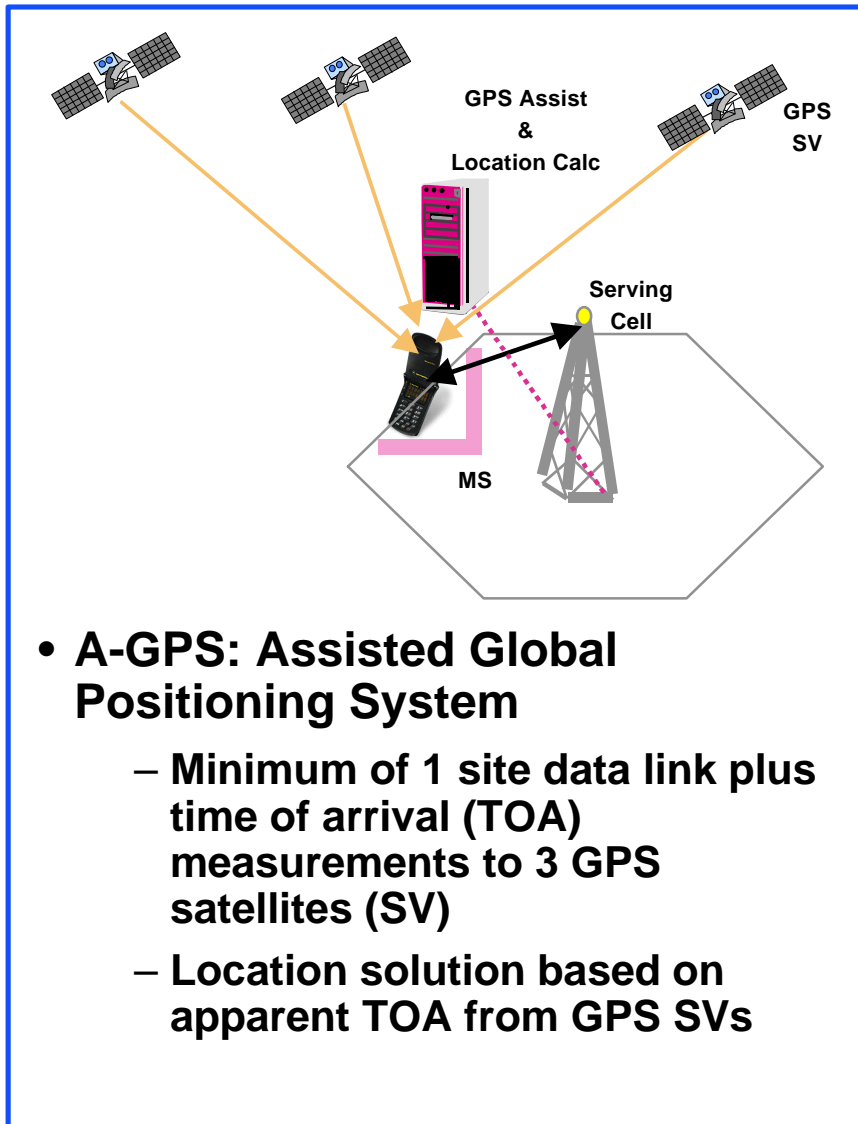 GPS Assist
&
Location Calc
GPS
SV
Serving
Cell
MS
• A-GPS: Assisted Global
Positioning System
– Minimum of 1 site data link plus
time of arrival (TOA)
measurements to 3 GPS
satellites (SV)
– Location solution based on
apparent TOA from GPS SVs